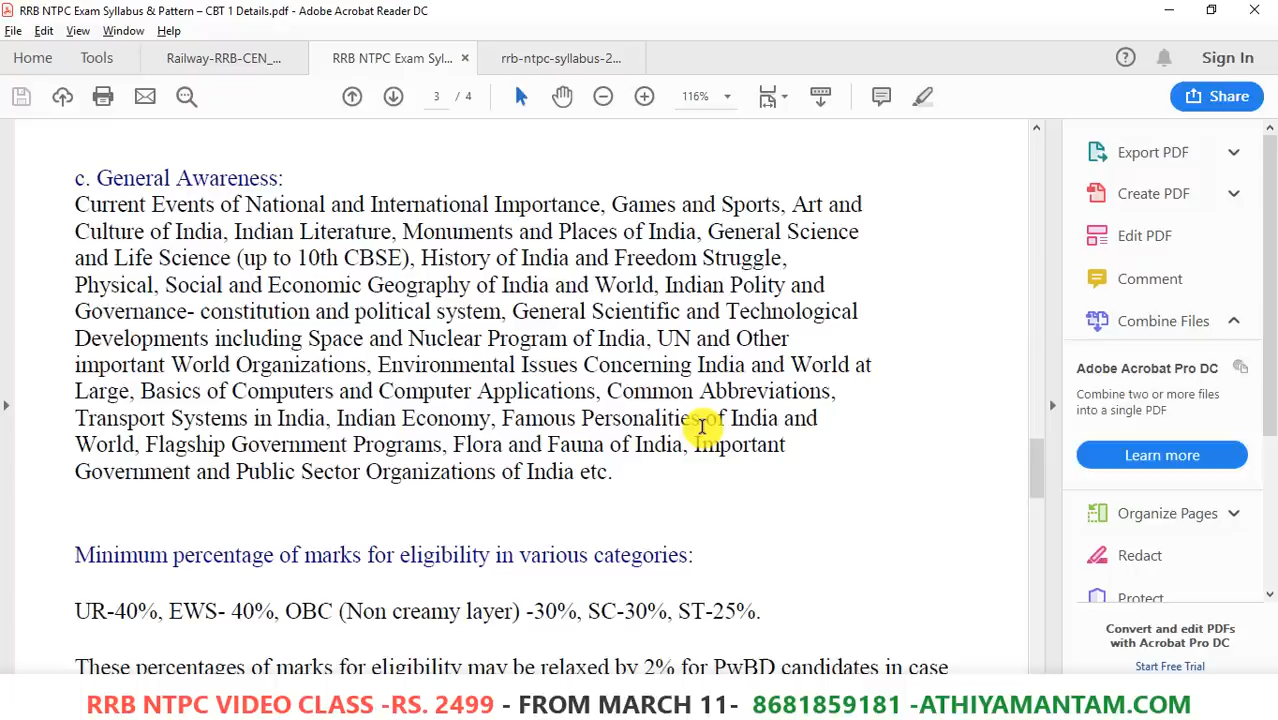 RRB NTPC Exam Syllabus & Pattern – CBT 1 Details.pdf - Adobe Acrobat Reader DC
File Edit View Window Help
Home Tools Railway-RRB-CEN_... RRB NTPC Exam Syl... × rrb-ntpc-syllabus-2... Sign In
3 / 4 116% Share
c. General Awareness:
Current Events of National and International Importance, Games and Sports, Art and
Culture of India, Indian Literature, Monuments and Places of India, General Science
and Life Science (up to 10th CBSE), History of India and Freedom Struggle,
Physical, Social and Economic Geography of India and World, Indian Polity and
Governance- constitution and political system, General Scientific and Technological
Developments including Space and Nuclear Program of India, UN and Other
important World Organizations, Environmental Issues Concerning India and World at
Large, Basics of Computers and Computer Applications, Common Abbreviations,
Transport Systems in India, Indian Economy, Famous Personalities of India and
World, Flagship Government Programs, Flora and Fauna of India, Important
Government and Public Sector Organizations of India etc.
Minimum percentage of marks for eligibility in various categories:
UR-40%, EWS- 40%, OBC (Non creamy layer) -30%, SC-30%, ST-25%.
These percentages of marks for eligibility may be relaxed by 2% for PwBD candidates in case
Export PDF
Create PDF
Edit PDF
Comment
Combine Files
Adobe Acrobat Pro DC
Combine two or more files
into a single PDF
Learn more
Organize Pages
Redact
Protect
Convert and edit PDFs
with Acrobat Pro DC
Start Free Trial
RRB NTPC VIDEO CLASS -RS. 2499 - FROM MARCH 11- 8681859181 -ATHIYAMANTAM.COM